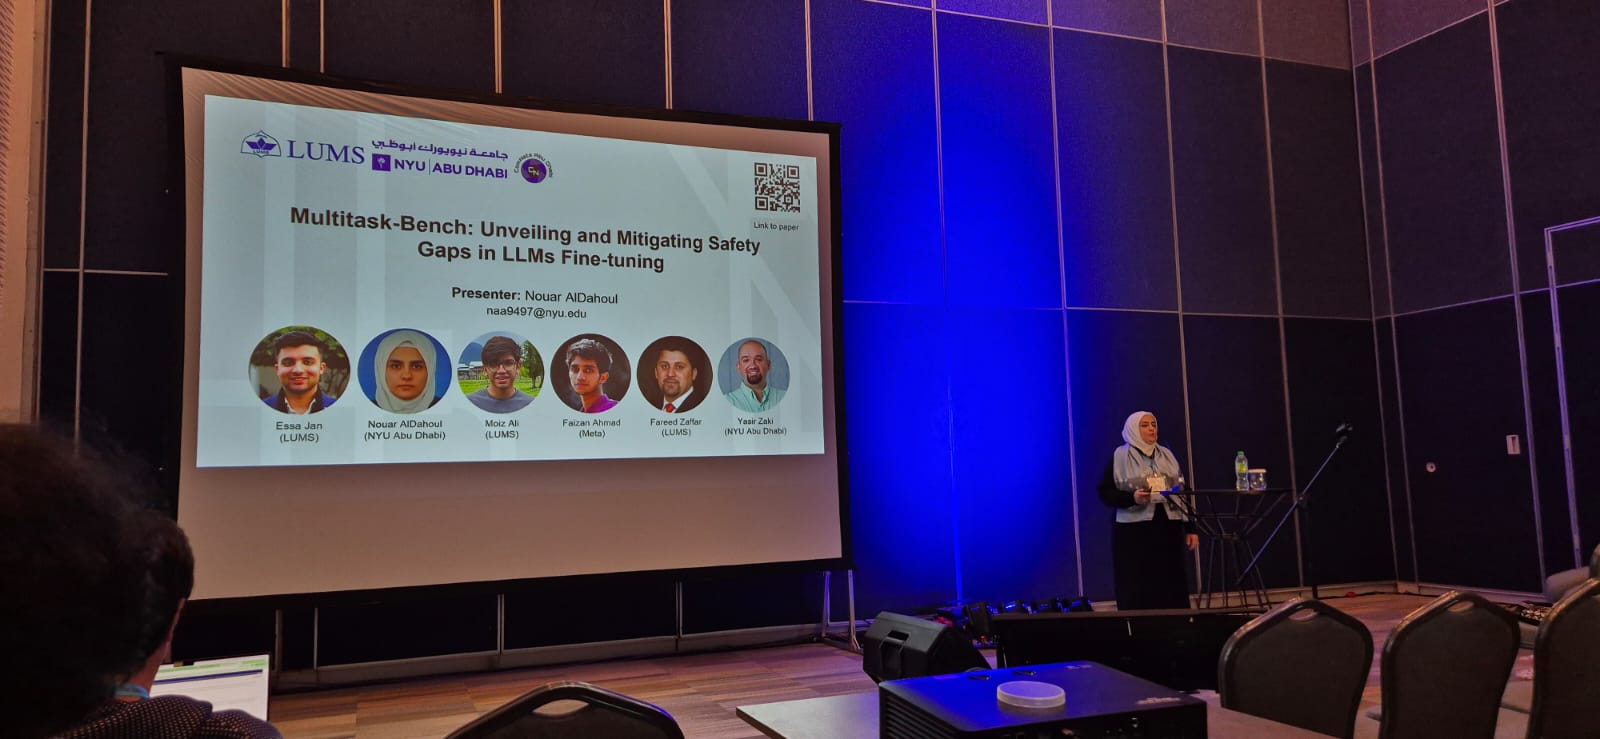 LUMS
جامعة نيويورك أبوظبي
NYU | ABU DHABI
Link to paper
Multitask-Bench: Unveiling and Mitigating Safety
Gaps in LLMs Fine-tuning
Presenter: Nouar AlDahoul
naa9497@nyu.edu
Essa Jan
(LUMS)
Nouar AlDahoul
(NYU Abu Dhabi)
Moiz Ali
(LUMS)
Faizan Ahmad
(Meta)
Fareed Zaffar
(LUMS)
Yasir Zaki
(NYU Abu Dhabi)